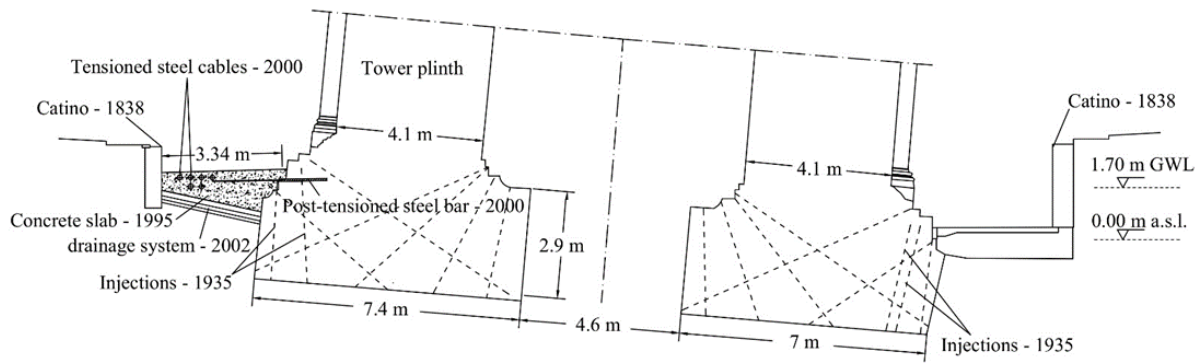 Tensioned steel cables - 2000
Tower plinth
Catino - 1838
Catino - 1838
4.1 m
3.34 m
4.1 m
1.70 m GWL
Post-tensioned steel bar - 2000
Concrete slab - 1995
0.00 m a.s.l.
drainage system - 2002
2.9 m
Injections - 1935
7.4 m
4.6 m
7 m
Injections - 1935